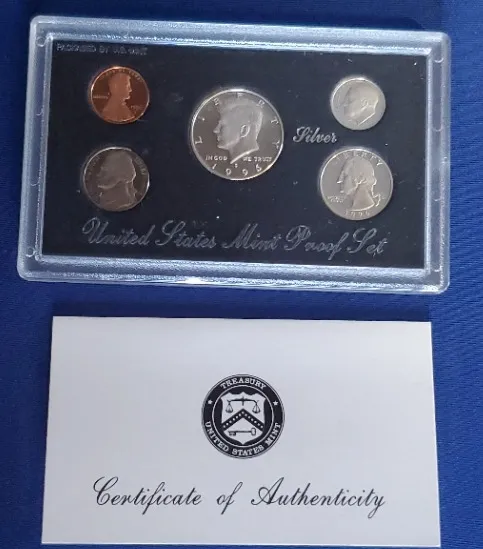 PACKAGED BY U.S. MINT
LIBERTY
IN GOD WE TRUST
S
1996
Silver
LIBERTY
1996
United States Mint Proof Set
TREASURY
UNITED STATES MINT
Certificate of Authenticity